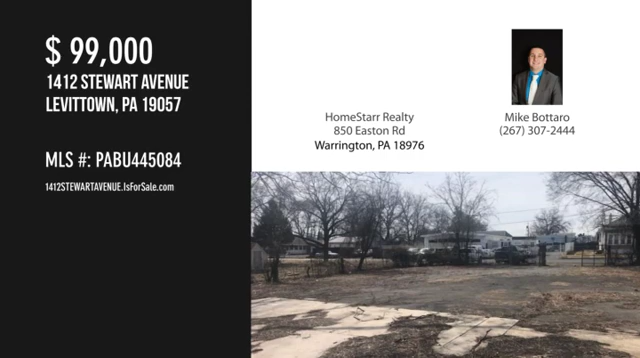 $ 99,000
1412 STEWART AVENUE
LEVITTOWN, PA 19057
MLS #: PABU445084
1412STEWARTAVENUE.IsForSale.com
HomeStarr Realty
850 Easton Rd
Warrington, PA 18976
Mike Bottaro
(267) 307-2444